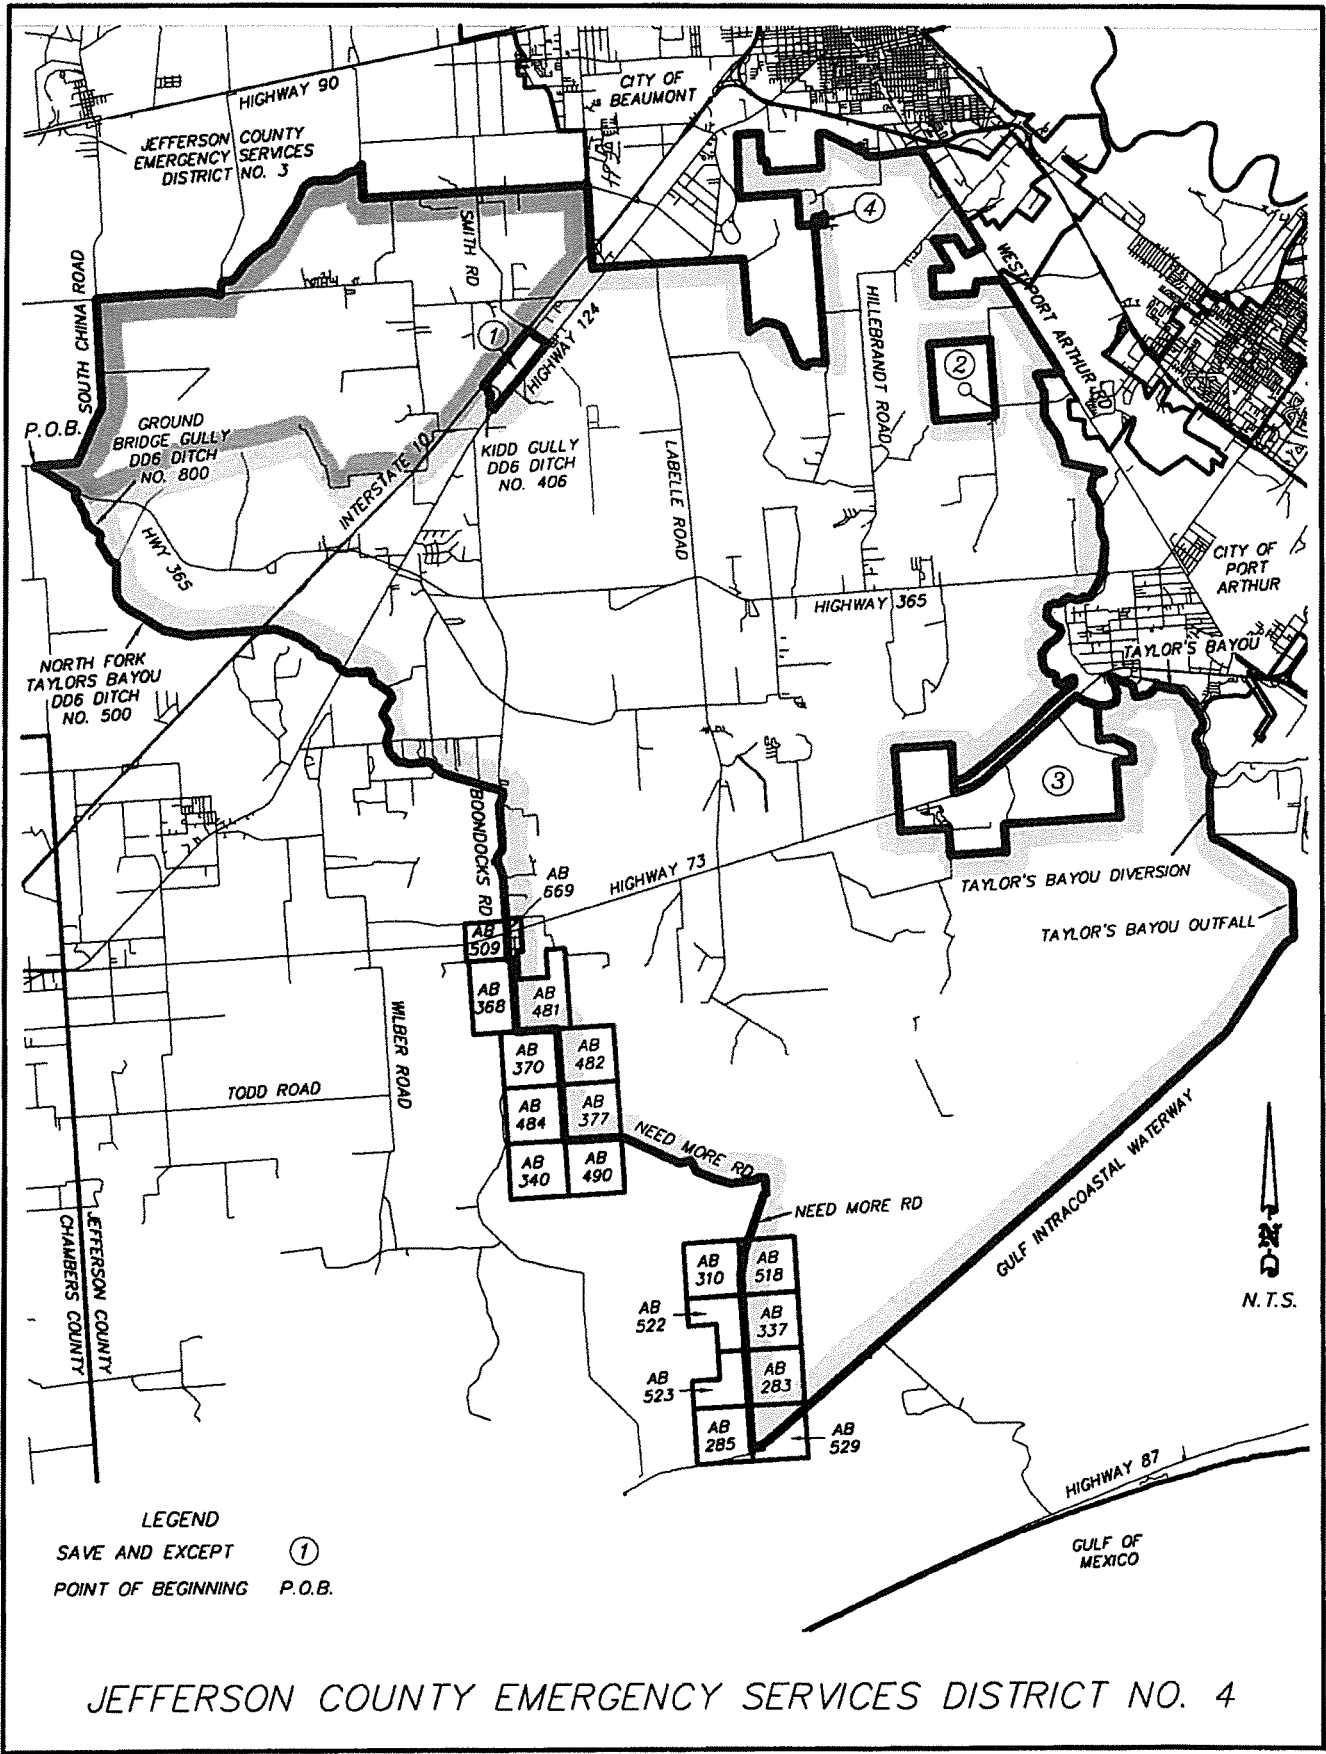 CITY OF
BEAUMONT
HIGHWAY 90
JEFFERSON COUNTY
EMERGENCY SERVICES
DISTRICT NO. 3
4
SMITH RD
SOUTH CHINA ROAD
WESTPORT ARTHUR RD
HILLEBRANDT ROAD
1
HIGHWAY 124
2
P.O.B.
GROUND
BRIDGE GULLY
DD6 DITCH
NO. 800
INTERSTATE 10
KIDD GULLY
DD6 DITCH
NO. 406
LABELLE ROAD
HWY 365
CITY OF
PORT
ARTHUR
HIGHWAY 365
TAYLOR'S BAYOU
NORTH FORK
TAYLORS BAYOU
DD6 DITCH
NO. 500
3
BOONDOCKS RD
HIGHWAY 73
AB
669
TAYLOR'S BAYOU DIVERSION
TAYLOR'S BAYOU OUTFALL
AB
509
AB
368
AB
481
WILBER ROAD
AB
370
AB
482
TODD ROAD
AB
484
AB
377
NEED MORE RD
AB
340
AB
490
NEED MORE RD
GULF INTRACOASTAL WATERWAY
JEFFERSON COUNTY
CHAMBERS COUNTY
AB
310
AB
518
N
N.T.S.
AB
522
AB
337
AB
523
AB
283
AB
285
AB
529
HIGHWAY 87
GULF OF
MEXICO
LEGEND
SAVE AND EXCEPT 1
POINT OF BEGINNING P.O.B.
JEFFERSON COUNTY EMERGENCY SERVICES DISTRICT NO. 4